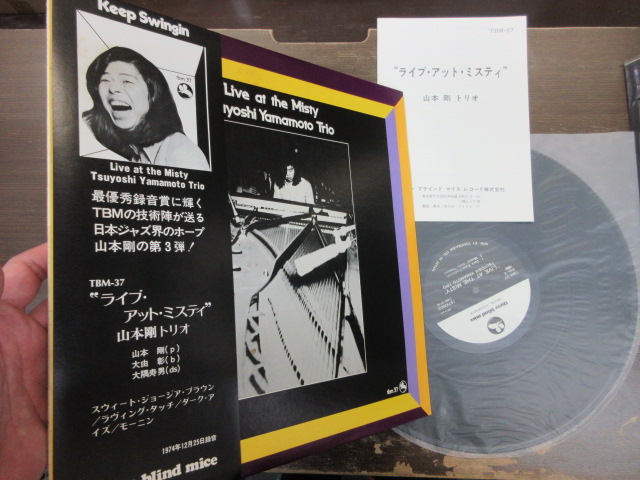 Keep Swingin
tbm 37
Live at the Misty
Tsuyoshi Yamamoto Trio
最優秀録音賞に輝く
TBMの技術陣が送る
日本ジャズ界のホープ
山本剛の第3弾!
TBM-37
“ライブ・
アット・ミスティ”
山本剛トリオ
山本 剛(p)
大由 彰(b)
大隅寿男(ds)
スウィート・ジョージア・ブラウン
/ラヴィング・タッチ/ダーク・ア
イズ/モーニン
1974年12月25日録音
blind mice
Live at the Misty
uyoshi Yamamoto Trio
tbm 37
TBM-37
“ライブ・アット・ミスティ”
山本 剛 トリオ
ブラインド マイス レコード株式会社
LIVE AT THE MISTY
three blind mice